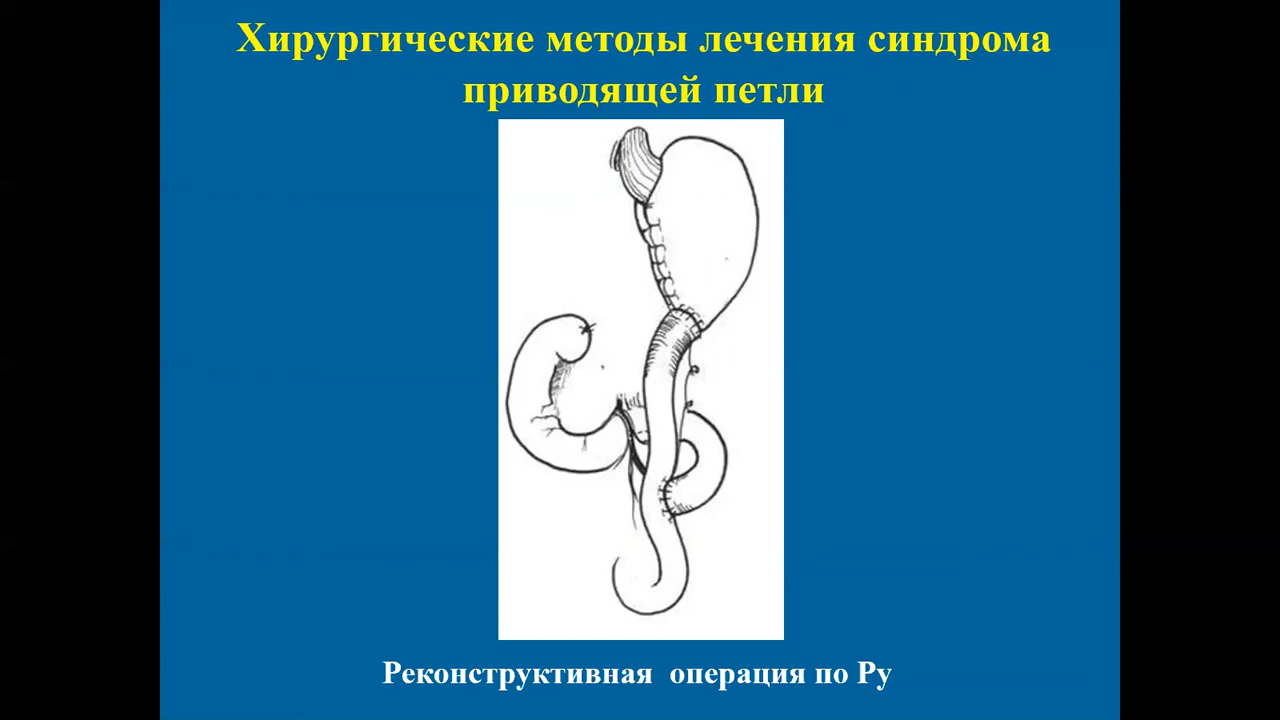 Хирургические методы лечения синдрома
приводящей петли
Реконструктивная операция по Ру